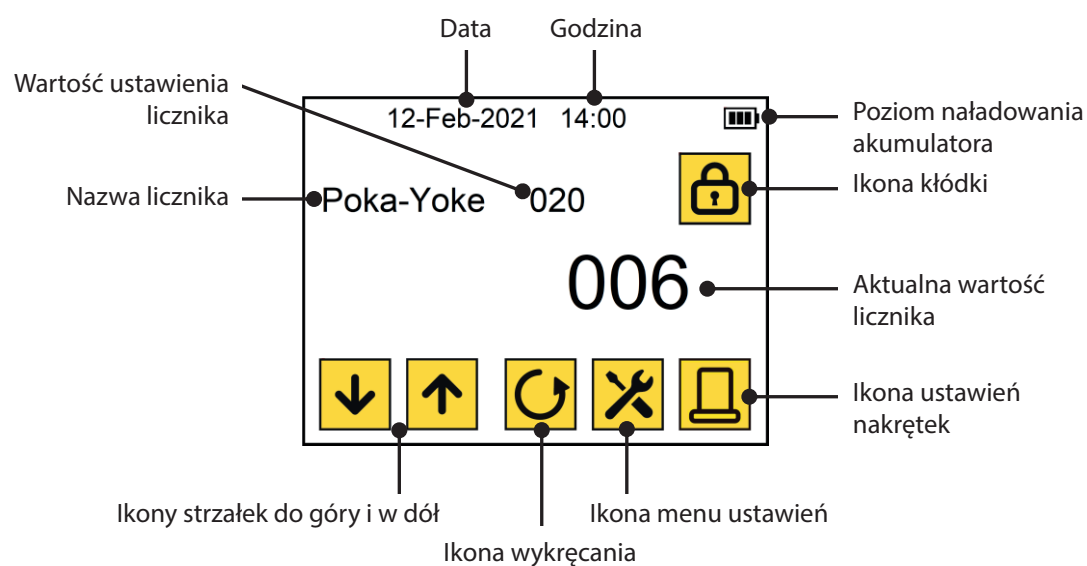 Data
Godzina
Wartość ustawienia
licznika
12-Feb-2021 14:00
Poziom naładowania
akumulatora
Nazwa licznika
Poka-Yoke 020
Ikona kłódki
006
Aktualna wartość
licznika
Ikona ustawień
nakrętek
Ikony strzałek do góry i w dół
Ikona menu ustawień
Ikona wykręcania